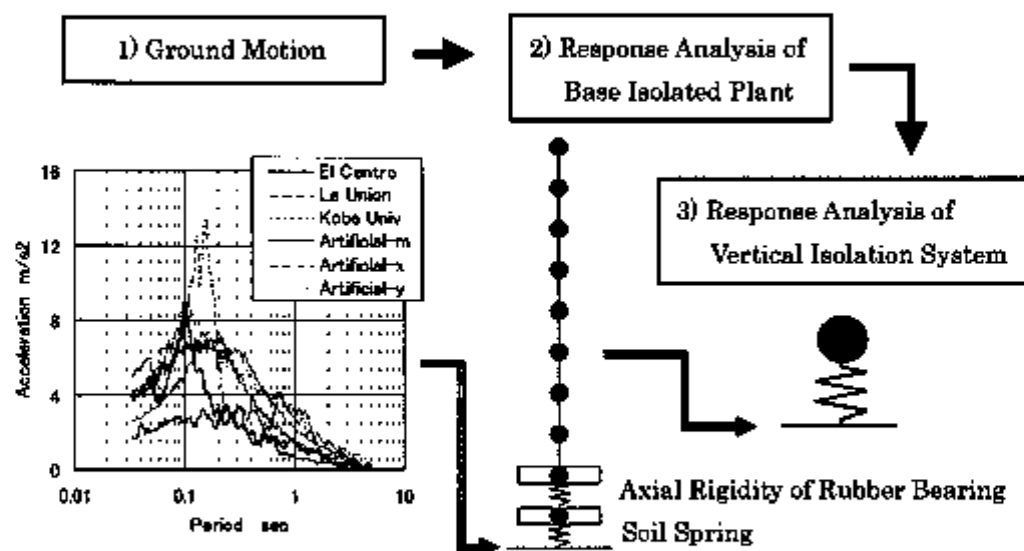 1) Ground Motion
2) Response Analysis of
Base Isolated Plant
3) Response Analysis of
Vertical Isolation System
El Centro
La Union
Kobe Univ
Artificial-m
Artificial-x
Artificial-y
Acceleration m/s2
16
12
8
4
0
0.01
0.1
1
10
Period sec
Axial Rigidity of Rubber Bearing
Soil Spring